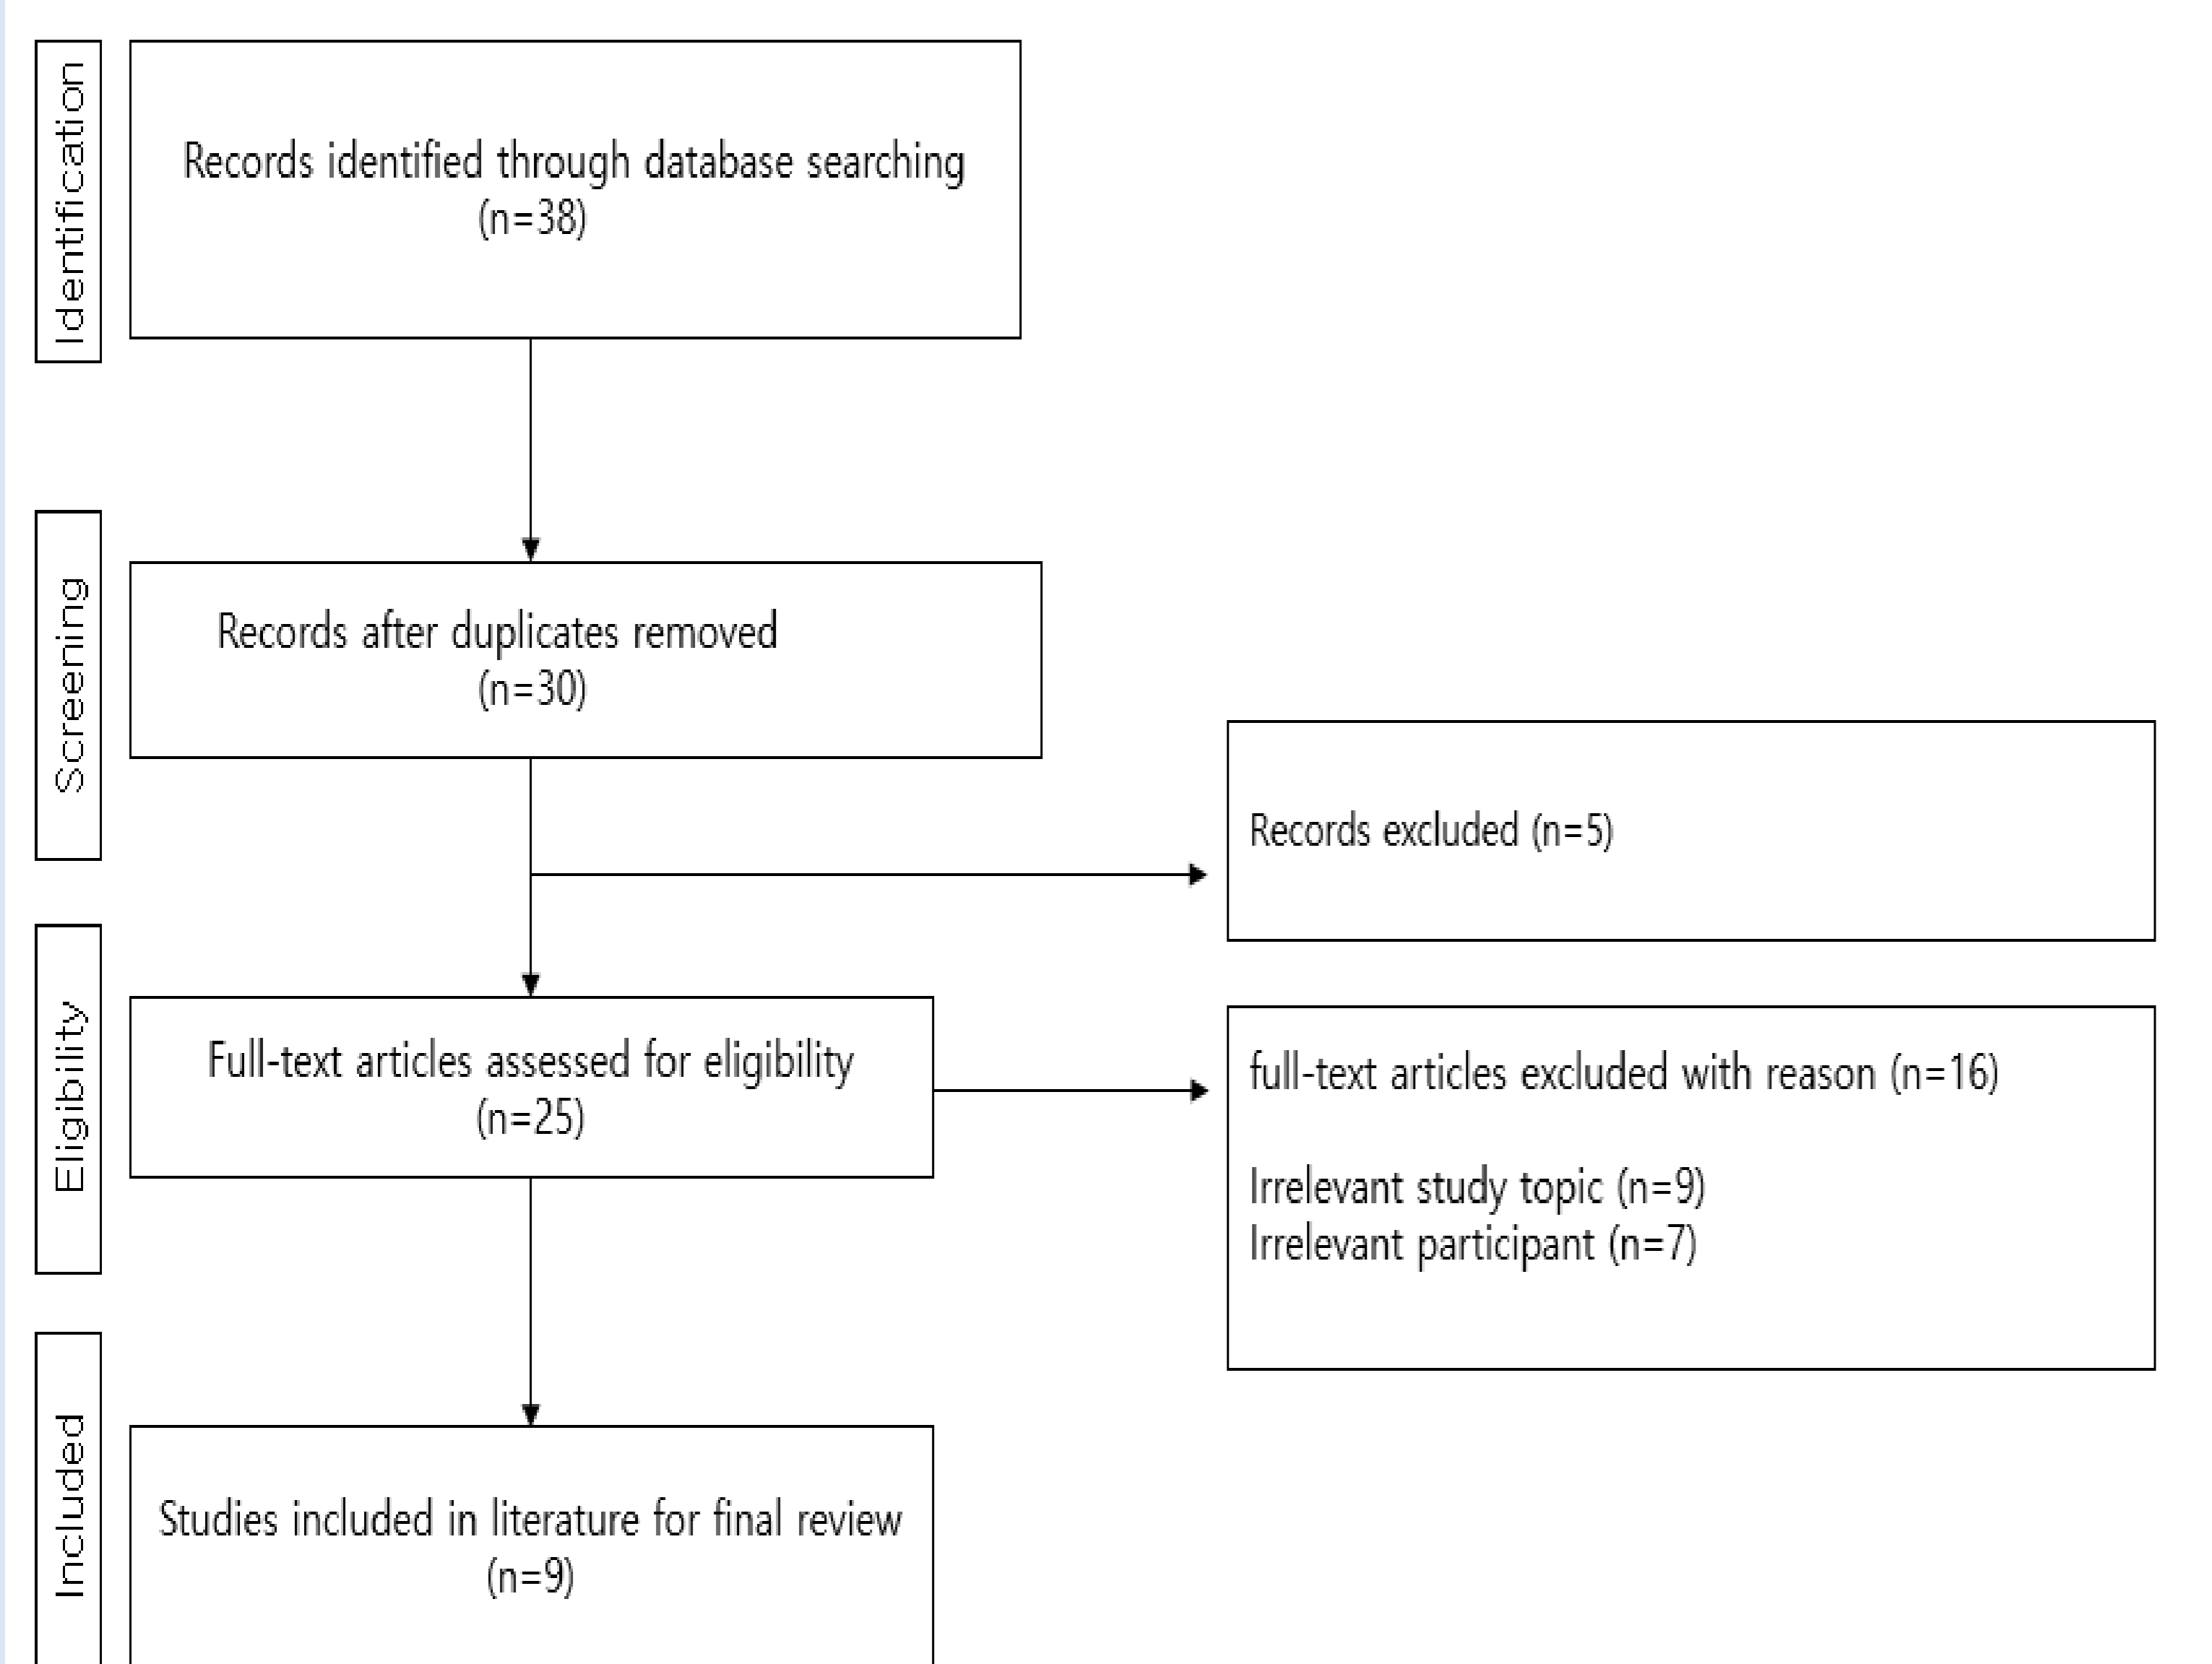 Identification
Records identified through database searching
(n=38)
Screening
Records after duplicates removed
(n=30)
Records excluded (n=5)
Eligibility
Full-text articles assessed for eligibility
(n=25)
full-text articles excluded with reason (n=16)
Irrelevant study topic (n=9)
Irrelevant participant (n=7)
Included
Studies included in literature for final review
(n=9)